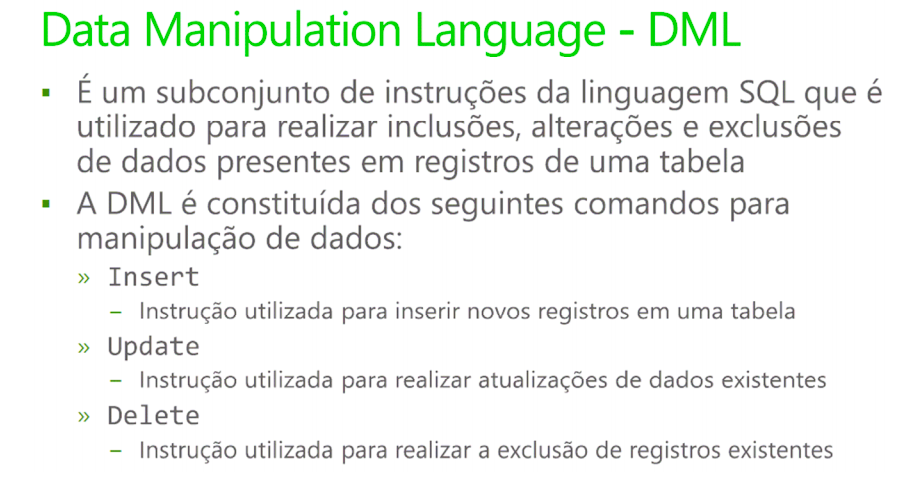 Data Manipulation Language - DML
▪ É um subconjunto de instruções da linguagem SQL que é
utilizado para realizar inclusões, alterações e exclusões
de dados presentes em registros de uma tabela
▪ A DML é constituída dos seguintes comandos para
manipulação de dados:
» Insert
– Instrução utilizada para inserir novos registros em uma tabela
» Update
– Instrução utilizada para realizar atualizações de dados existentes
» Delete
– Instrução utilizada para realizar a exclusão de registros existentes